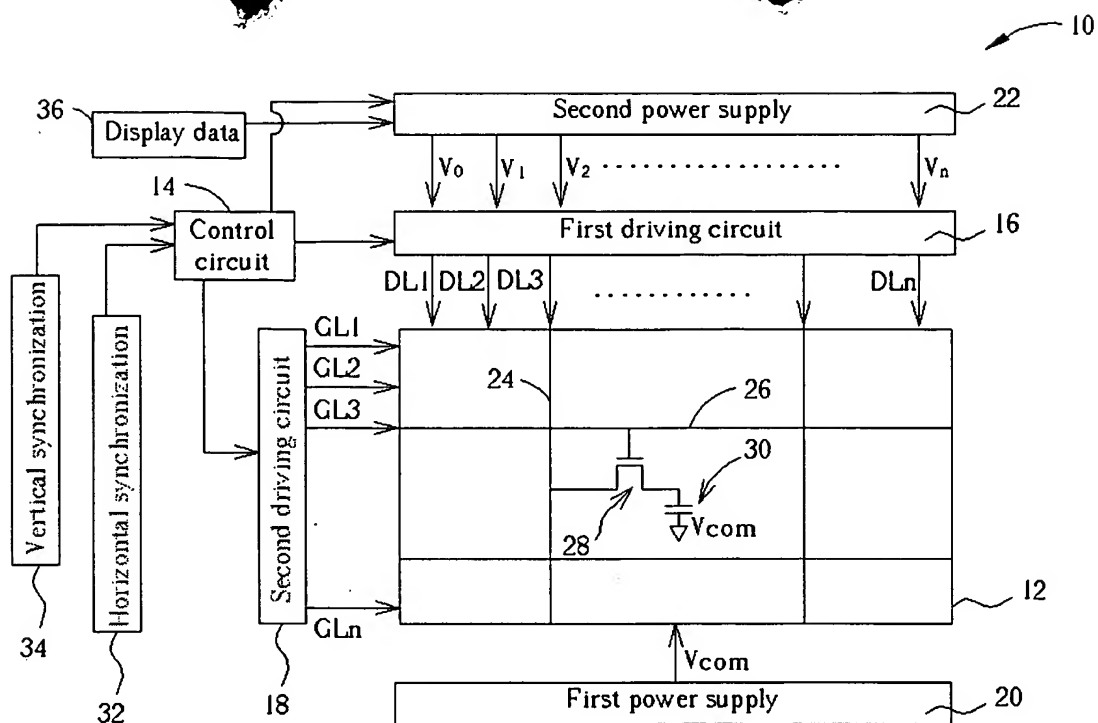 10
36
Display data
Second power supply
22
V0
V1
V2
Vn
14
Control
circuit
First driving circuit
16
DL1
DL2
DL3
DLn
Vertical synchronization
Horizontal synchronization
Second driving circuit
GL1
GL2
GL3
GLn
24
26
30
28
Vcom
12
34
32
18
Vcom
First power supply
20